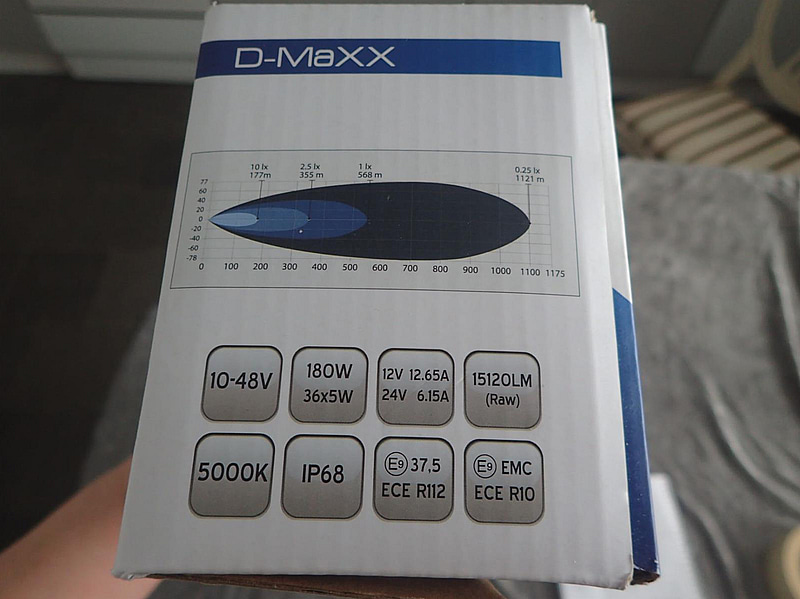 D-MaXX
10 lx 2.5 lx 1 lx 0.25 lx
177m 355 m 568 m 1121 m
77
60
40
20
0
-20
-40
-60
-78
0 100 200 300 400 500 600 700 800 900 1000 1100 1175
10-48V
180W
36x5W
12V 12.65A
24V 6.15A
15120LM
(Raw)
5000K
IP68
E9 37,5
ECE R112
E9 EMC
ECE R10